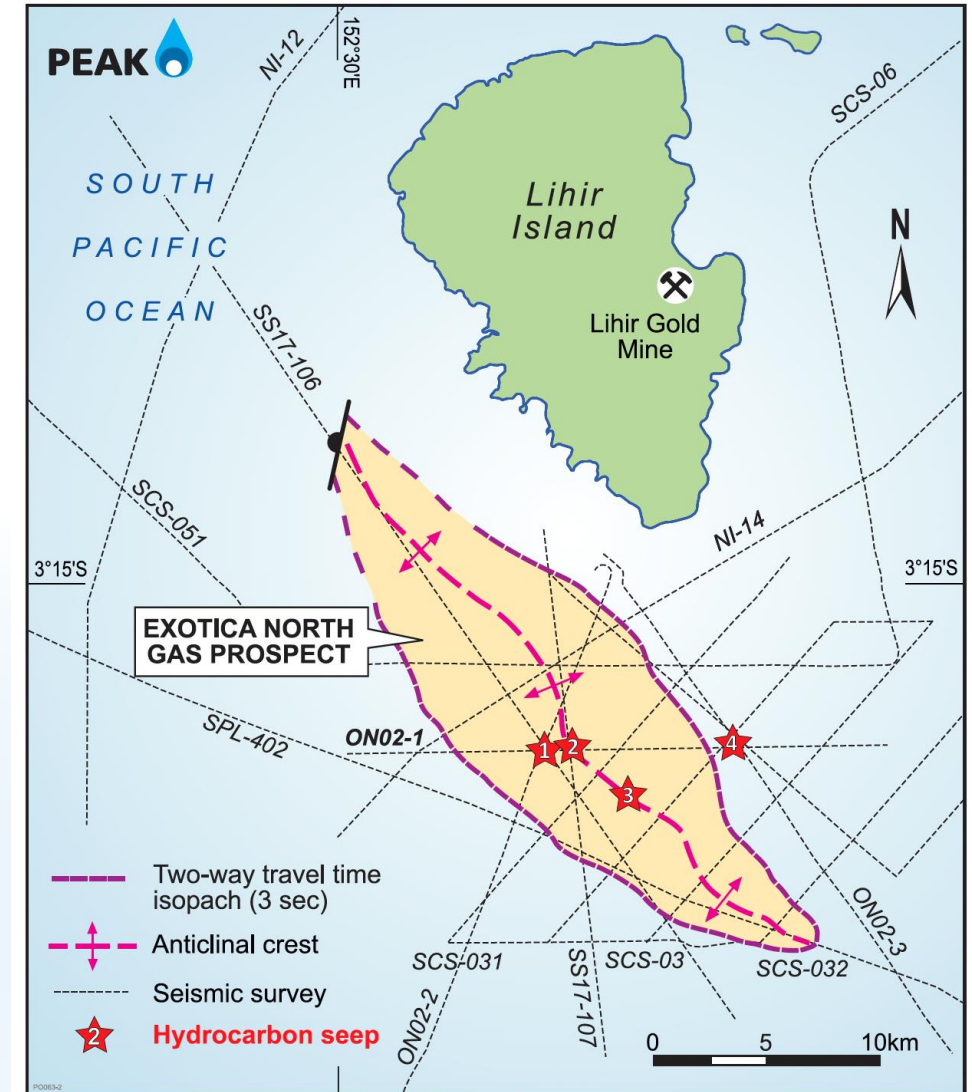 PEAK
NI-12
152°30'E
SCS-06
SOUTH
PACIFIC
OCEAN
Lihir
Island
N
Lihir Gold
Mine
SS17-106
SCS-051
NI-14
3°15'S
3°15'S
EXOTICA NORTH
GAS PROSPECT
SPL-402
ON02-1
1
2
4
3
Two-way travel time
isopach (3 sec)
Anticlinal crest
Seismic survey
2
Hydrocarbon seep
SCS-031
ON02-2
SS17-107
SCS-03
SCS-032
ON02-3
0 5 10km
PO063-2